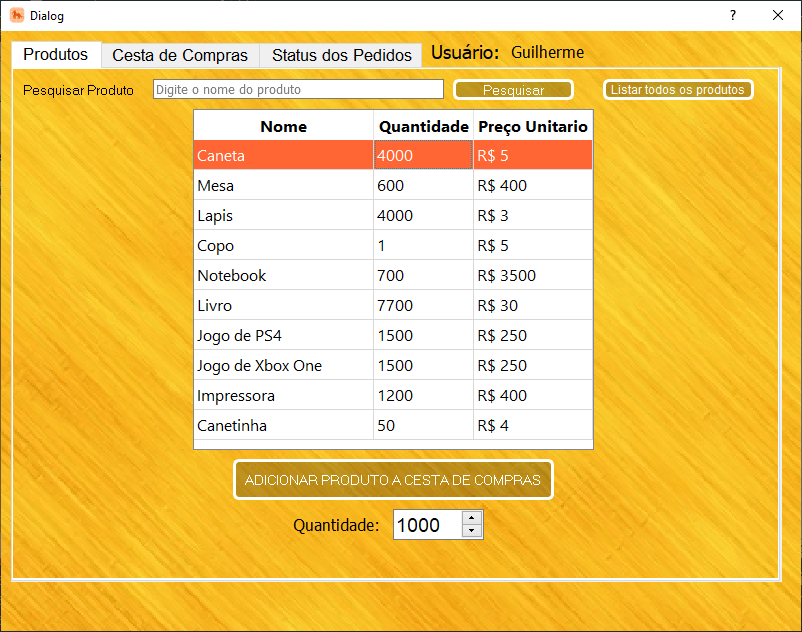 Dialog ?
Produtos Cesta de Compras Status dos Pedidos Usuário: Guilherme
Pesquisar Produto Digite o nome do produto Pesquisar Listar todos os produtos
Nome Quantidade Preço Unitario
Caneta 4000 R$ 5
Mesa 600 R$ 400
Lapis 4000 R$ 3
Copo 1 R$ 5
Notebook 700 R$ 3500
Livro 7700 R$ 30
Jogo de PS4 1500 R$ 250
Jogo de Xbox One 1500 R$ 250
Impressora 1200 R$ 400
Canetinha 50 R$ 4
ADICIONAR PRODUTO A CESTA DE COMPRAS
Quantidade: 1000